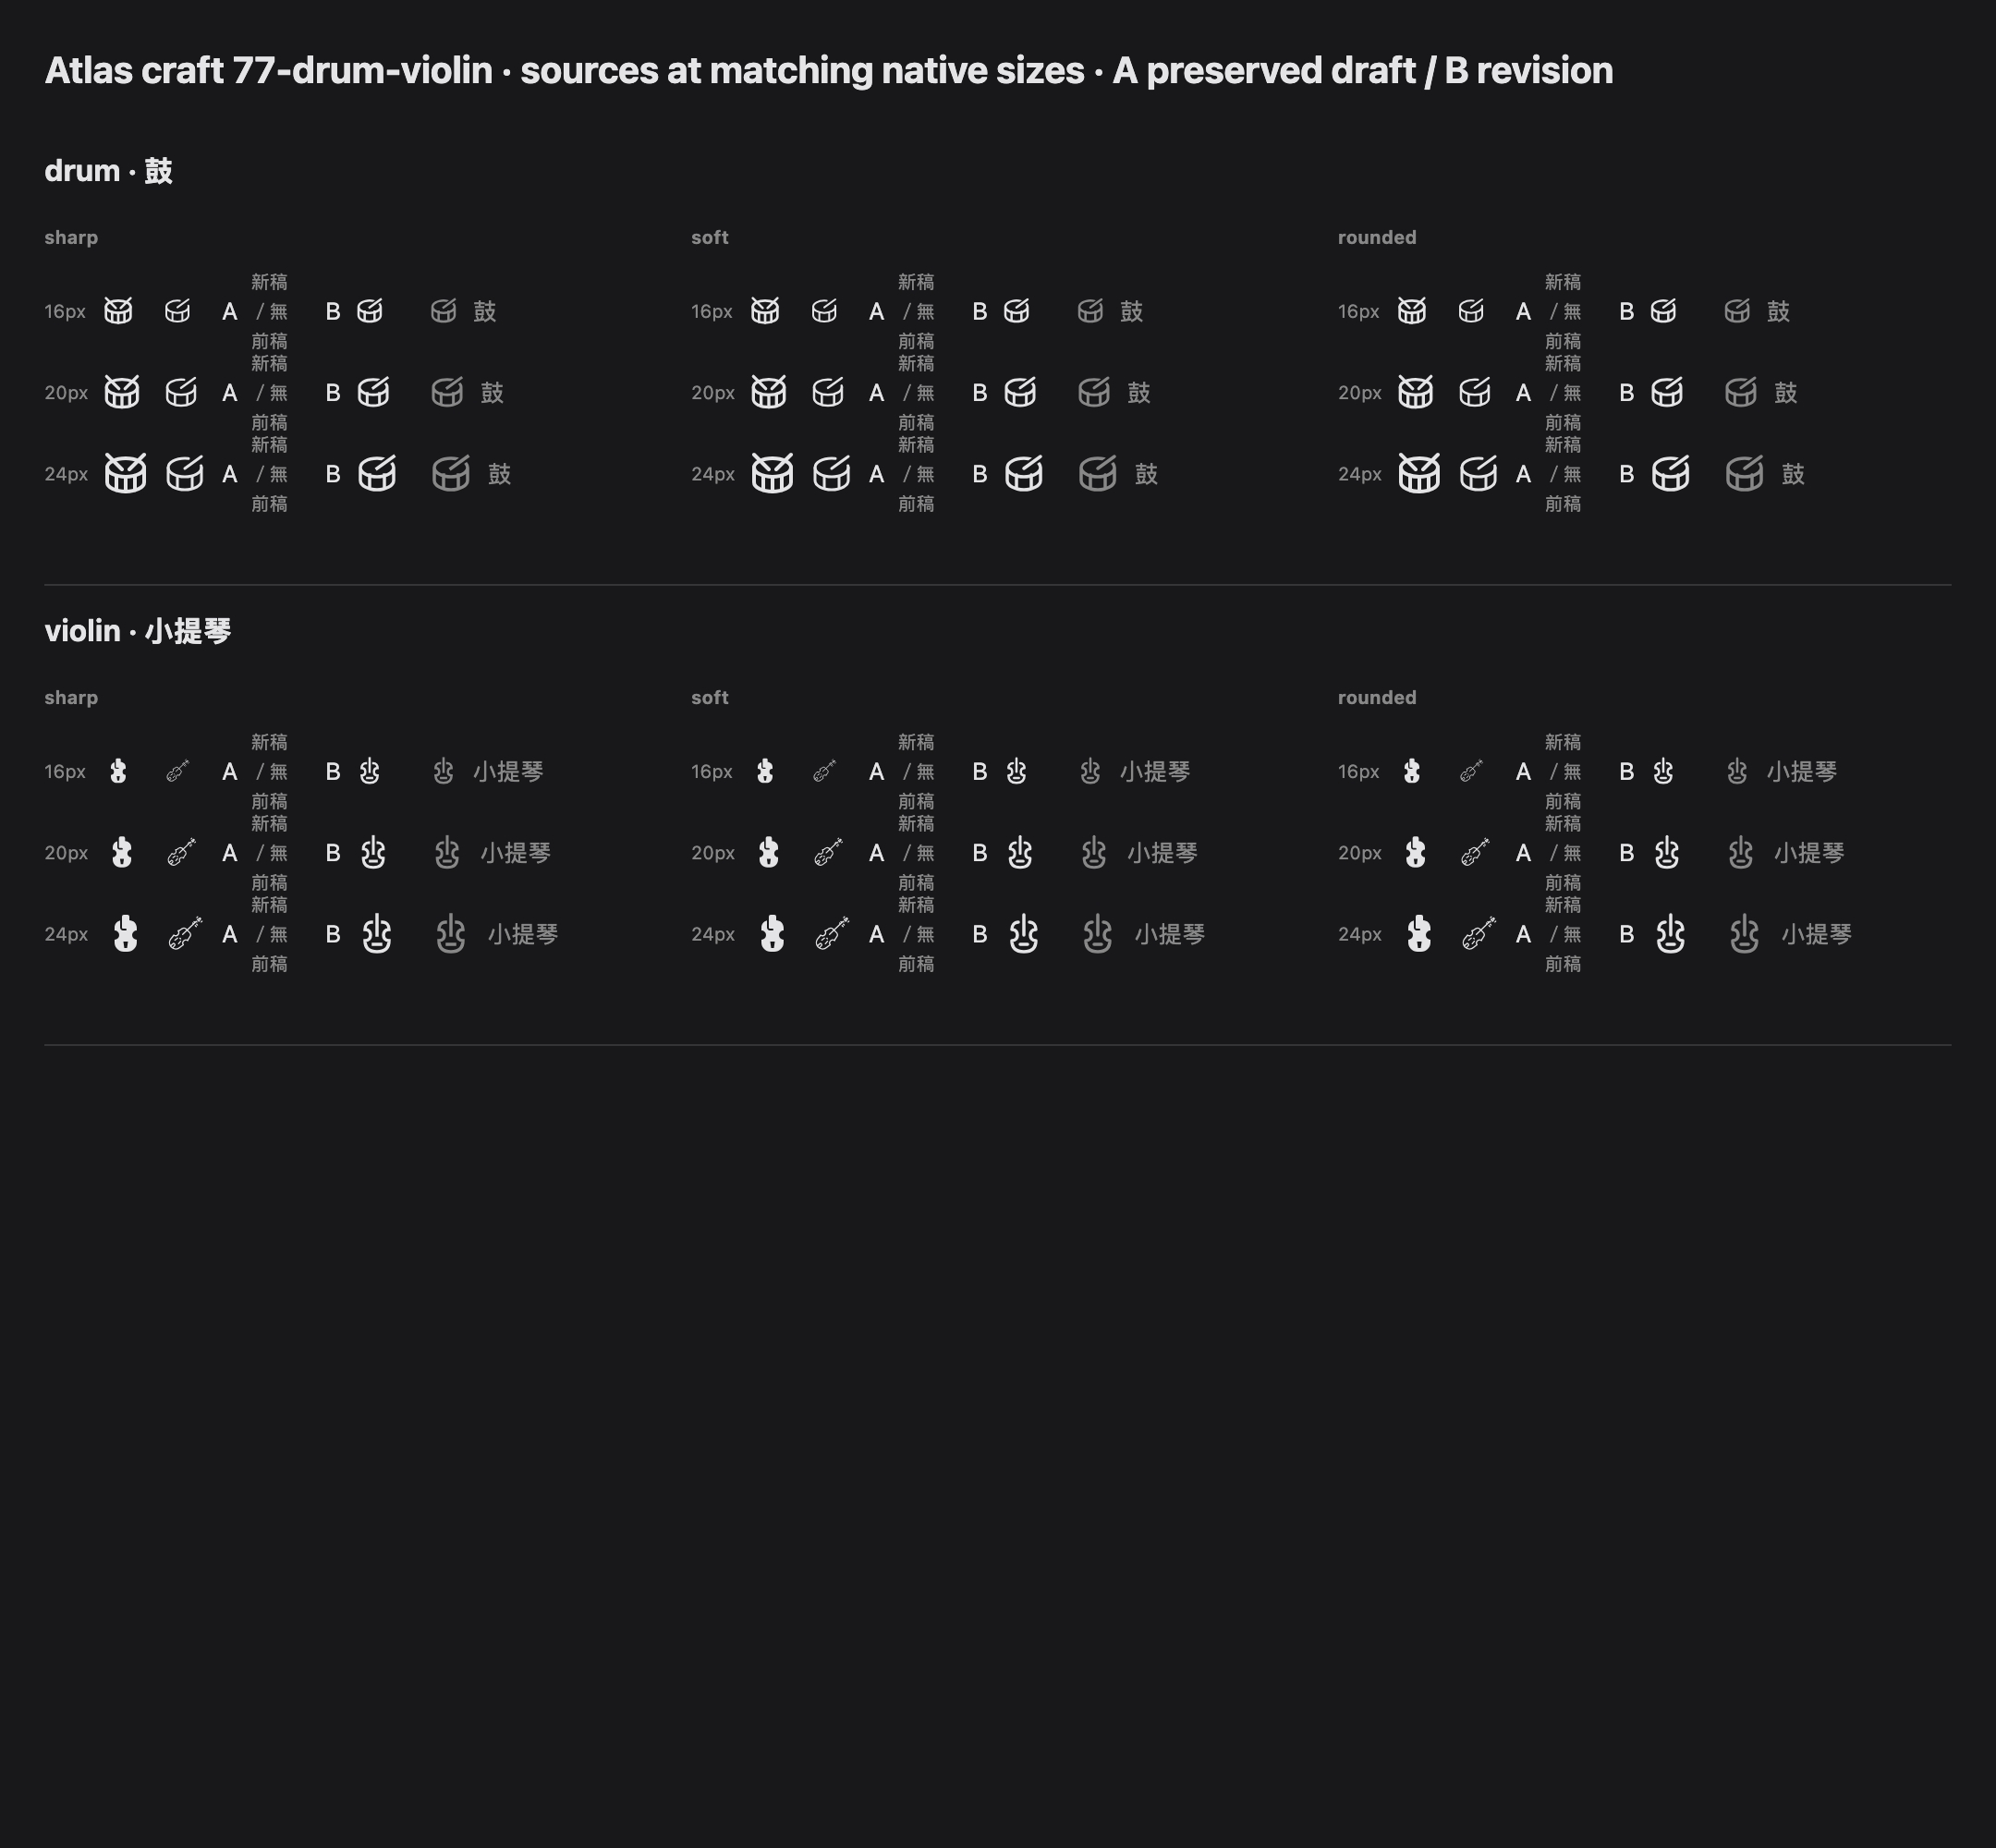 Atlas craft 77-drum-violin · sources at matching native sizes · A preserved draft / B revision
drum · 鼓
sharp
soft
rounded
16px A 新稿 / 無 前稿 B 鼓
16px A 新稿 / 無 前稿 B 鼓
16px A 新稿 / 無 前稿 B 鼓
20px A 新稿 / 無 前稿 B 鼓
20px A 新稿 / 無 前稿 B 鼓
20px A 新稿 / 無 前稿 B 鼓
24px A 新稿 / 無 前稿 B 鼓
24px A 新稿 / 無 前稿 B 鼓
24px A 新稿 / 無 前稿 B 鼓
violin · 小提琴
sharp
soft
rounded
16px A 新稿 / 無 前稿 B 小提琴
16px A 新稿 / 無 前稿 B 小提琴
16px A 新稿 / 無 前稿 B 小提琴
20px A 新稿 / 無 前稿 B 小提琴
20px A 新稿 / 無 前稿 B 小提琴
20px A 新稿 / 無 前稿 B 小提琴
24px A 新稿 / 無 前稿 B 小提琴
24px A 新稿 / 無 前稿 B 小提琴
24px A 新稿 / 無 前稿 B 小提琴